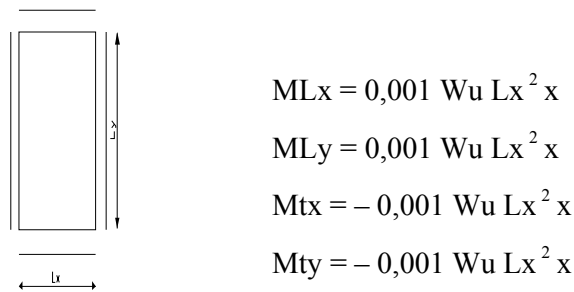 MLx = 0,001 Wu Lx² x
MLy = 0,001 Wu Lx² x
Mtx = – 0,001 Wu Lx² x
Mty = – 0,001 Wu Lx² x
Lx